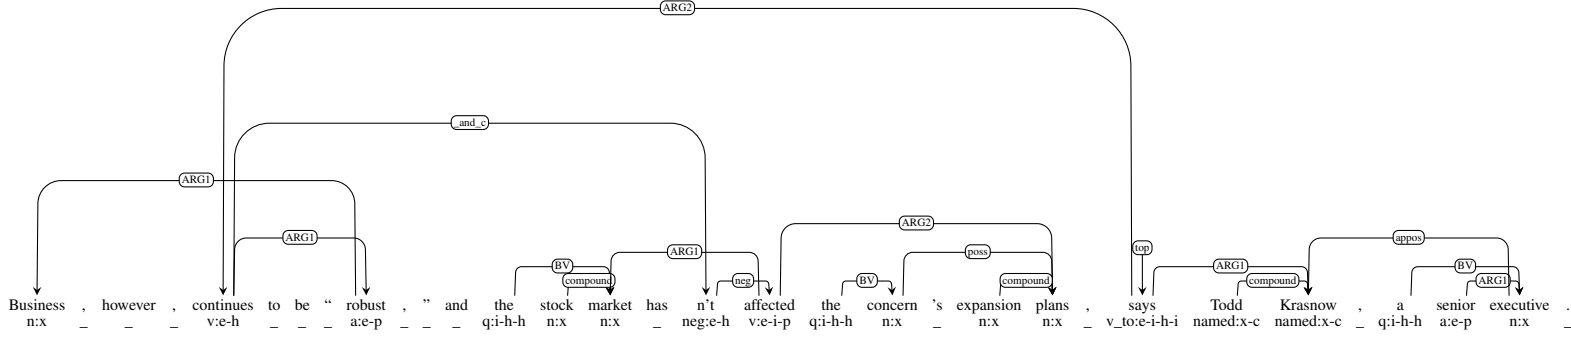 ARG2
_and_c
ARG1
ARG2
ARG1 top appos
ARG1 poss
BV ARG1 BV
compound neg BV compound compound ARG1
Business , however , continues to be “ robust , ” and the stock market has n't affected the concern 's expansion plans , says Todd Krasnow , a senior executive .
n:x _ _ _ v:e-h _ _ _ a:e-p _ _ _ q:i-h-h n:x n:x _ neg:e-h v:e-i-p q:i-h-h n:x _ n:x n:x _ v_to:e-i-h-i named:x-c named:x-c _ q:i-h-h a:e-p n:x _